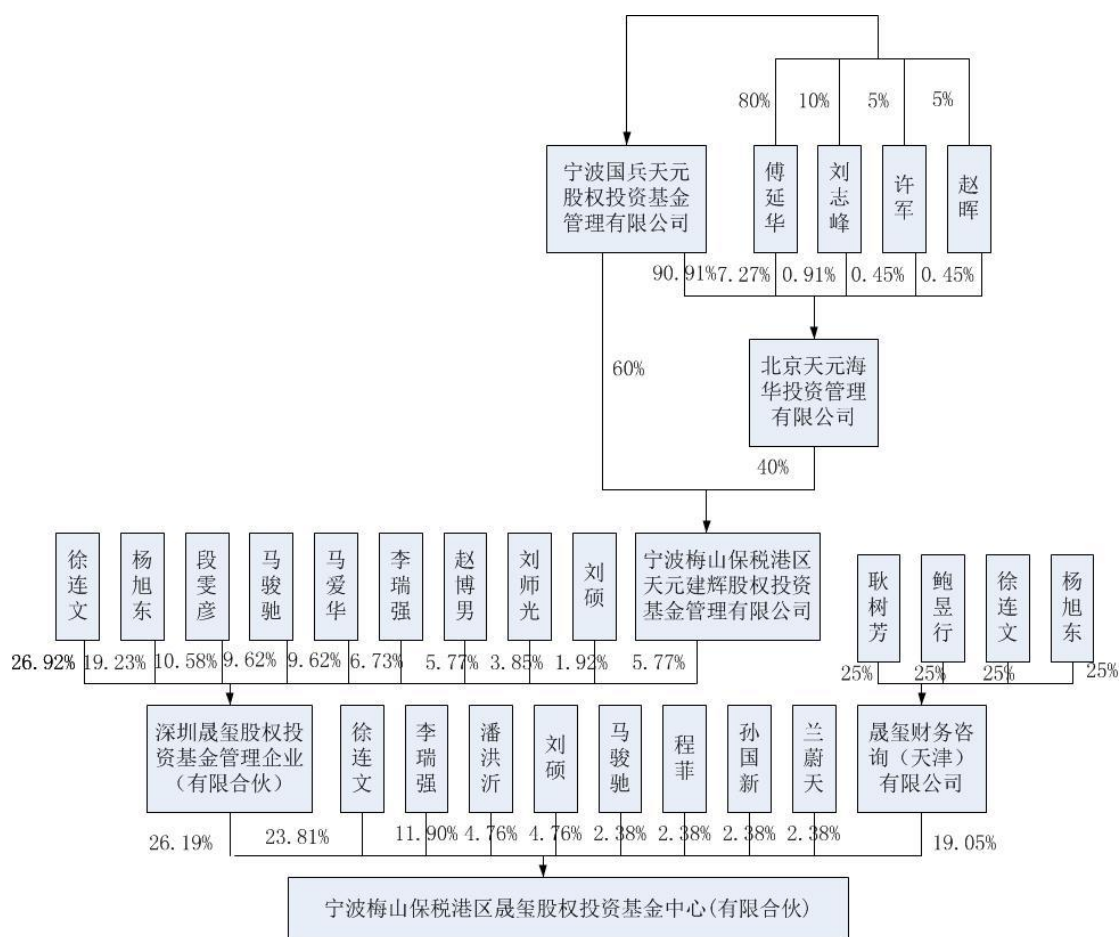 80%
10%
5%
5%
宁波国兵天元
股权投资基金
管理有限公司
傅延华
刘志峰
许军
赵晖
90.91%
7.27%
0.91%
0.45%
0.45%
60%
北京天元海
华投资管理
有限公司
40%
徐连文
杨旭东
段雯彦
马骏驰
马爱华
李瑞强
赵博男
刘师光
刘硕
宁波梅山保税港区
天元建辉股权投资
基金管理有限公司
耿树芳
鲍昱行
徐连文
杨旭东
26.92%
19.23%
10.58%
9.62%
9.62%
6.73%
5.77%
3.85%
1.92%
5.77%
25%
25%
25%
25%
深圳晟玺股权投
资基金管理企业
（有限合伙）
徐连文
李瑞强
潘洪沂
刘硕
马骏驰
程菲
孙国新
兰蔚天
晟玺财务咨
询（天津）
有限公司
26.19%
23.81%
11.90%
4.76%
4.76%
2.38%
2.38%
2.38%
2.38%
19.05%
宁波梅山保税港区晟玺股权投资基金中心(有限合伙)